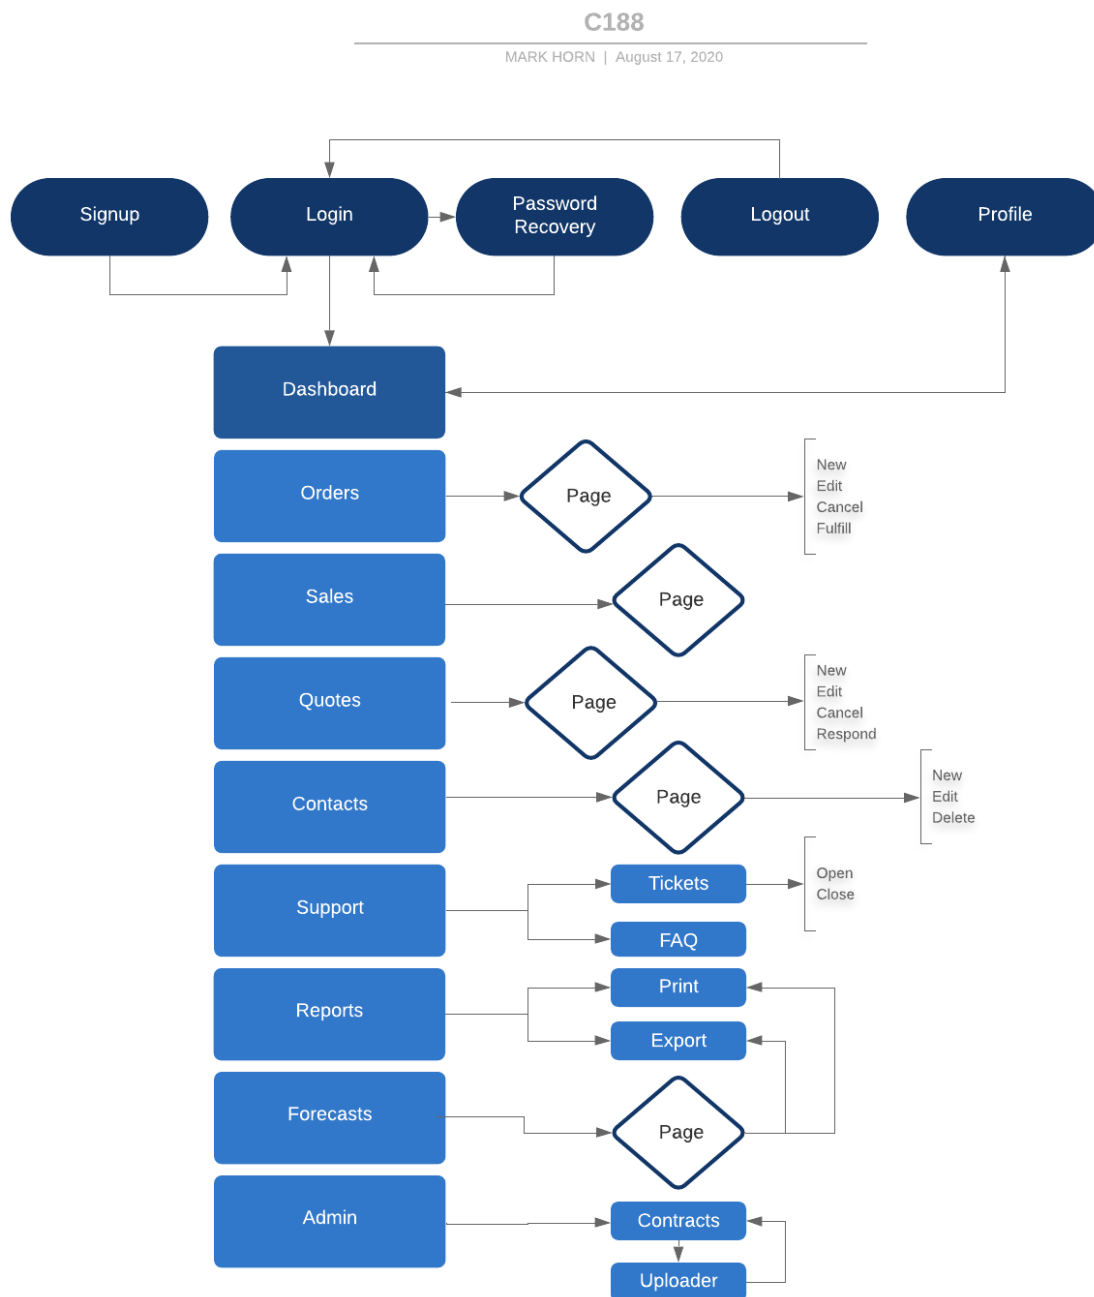 C188
MARK HORN | August 17, 2020
Signup
Login
Password
Recovery
Logout
Profile
Dashboard
Orders
Page
New
Edit
Cancel
Fulfill
Sales
Page
Quotes
Page
New
Edit
Cancel
Respond
Contacts
Page
New
Edit
Delete
Support
Tickets
Open
Close
FAQ
Reports
Print
Export
Forecasts
Page
Admin
Contracts
Uploader